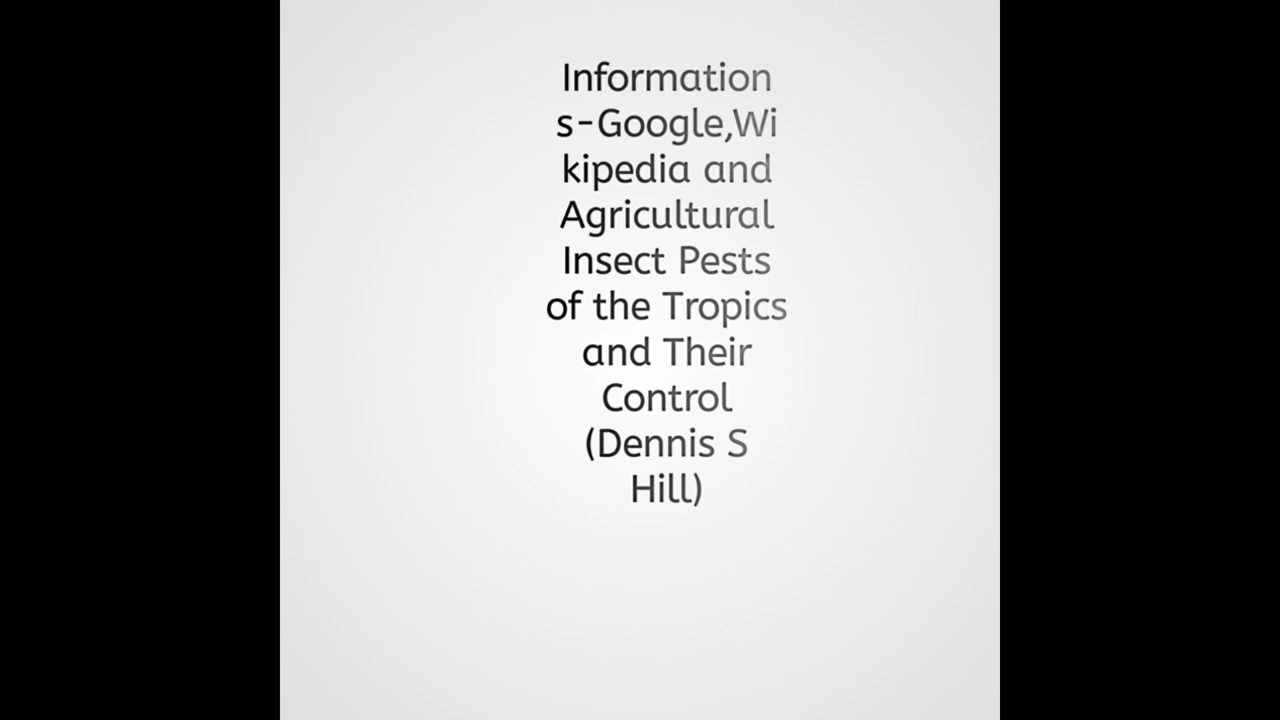 Information
s-Google,Wi
kipedia and
Agricultural
Insect Pests
of the Tropics
and Their
Control
(Dennis S
Hill)